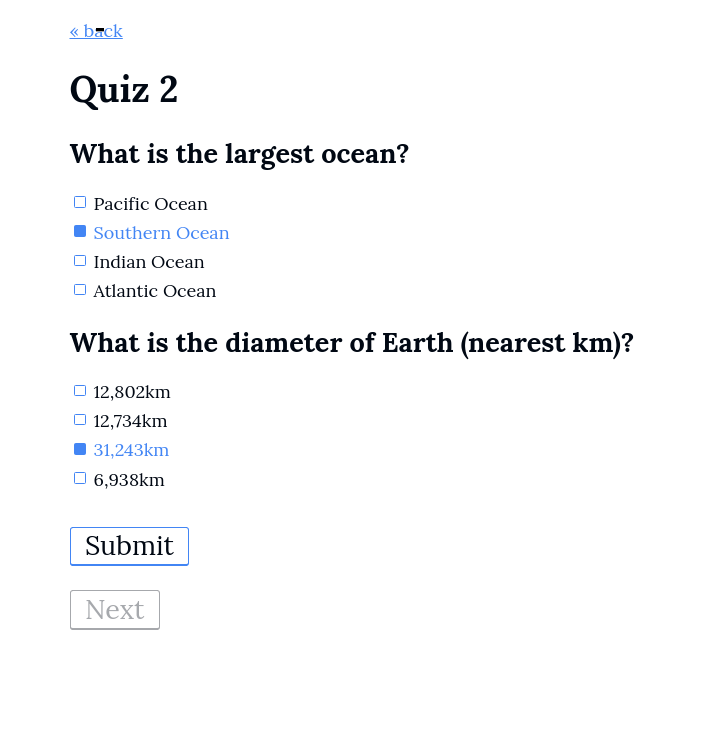 « back
Quiz 2
What is the largest ocean?
Pacific Ocean
Southern Ocean
Indian Ocean
Atlantic Ocean
What is the diameter of Earth (nearest km)?
12,802km
12,734km
31,243km
6,938km
Submit
Next